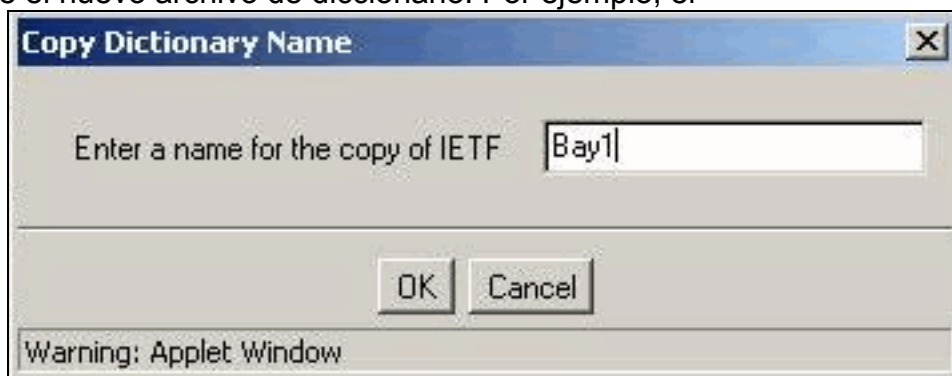 el nuevo archivo de diccionario. Por ejemplo, el
Copy Dictionary Name
Enter a name for the copy of IETF
Bay1
OK
Cancel
Warning: Applet Window